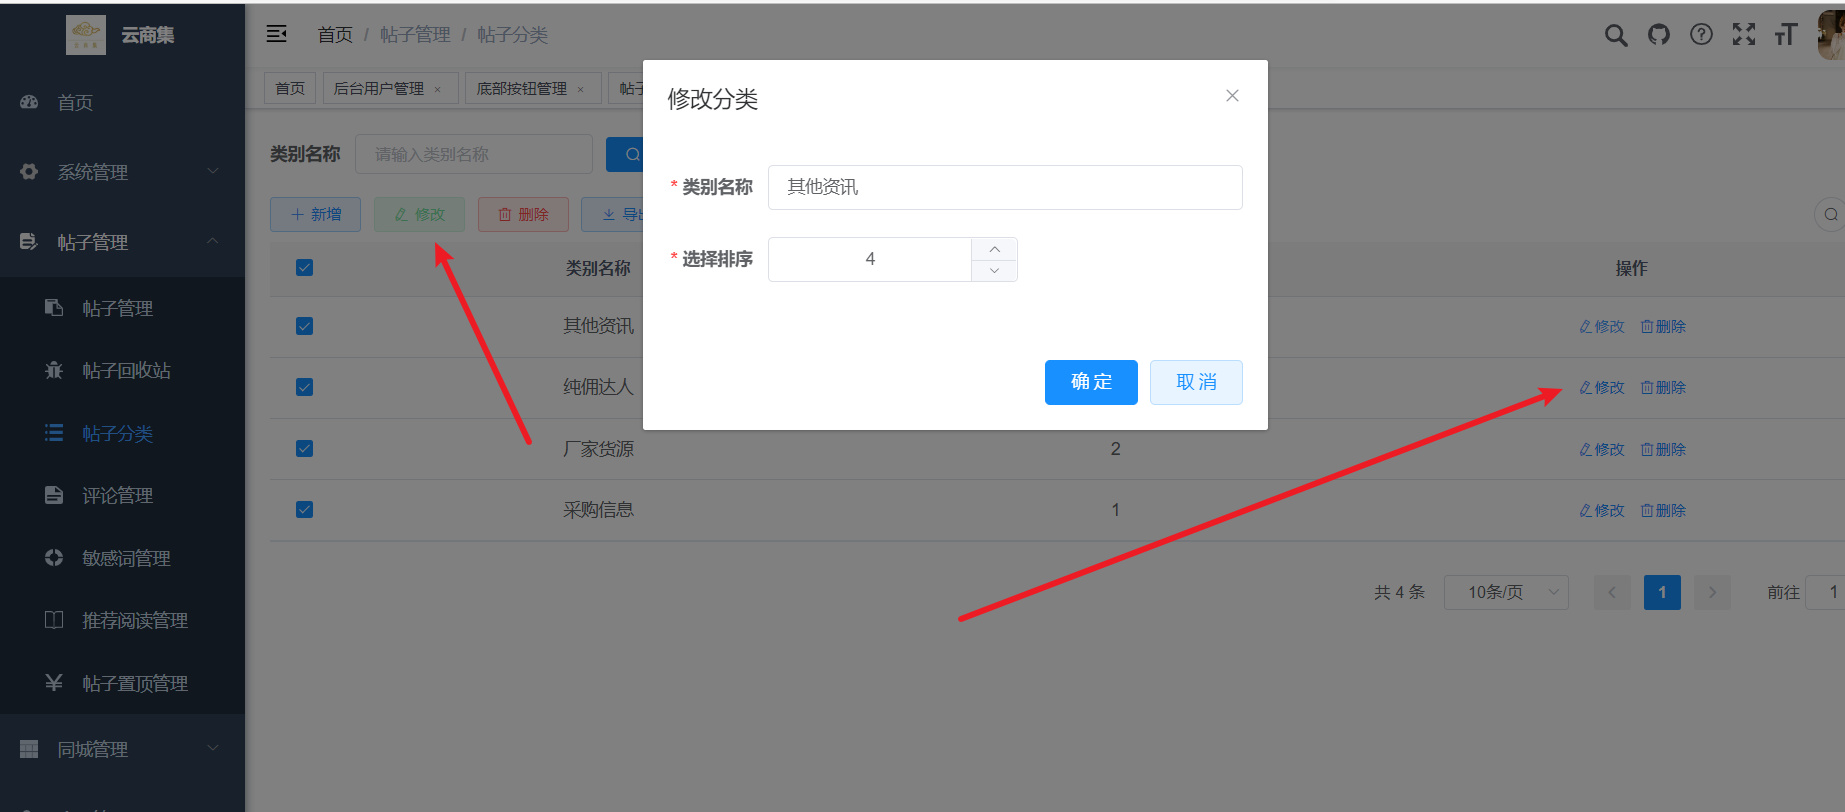 云商集
首页 / 帖子管理 / 帖子分类
首页
后台用户管理 ×
底部按钮管理 ×
首页
系统管理
帖子管理
帖子管理
帖子回收站
帖子分类
评论管理
敏感词管理
推荐阅读管理
帖子置顶管理
同城管理
类别名称
请输入类别名称
新增
修改
删除
类别名称
操作
其他资讯
修改 删除
纯佣达人
修改 删除
厂家货源 2
修改 删除
采购信息 1
修改 删除
共 4 条
10条/页
1
前往 1
修改分类
* 类别名称
其他资讯
* 选择排序
4
确定
取消